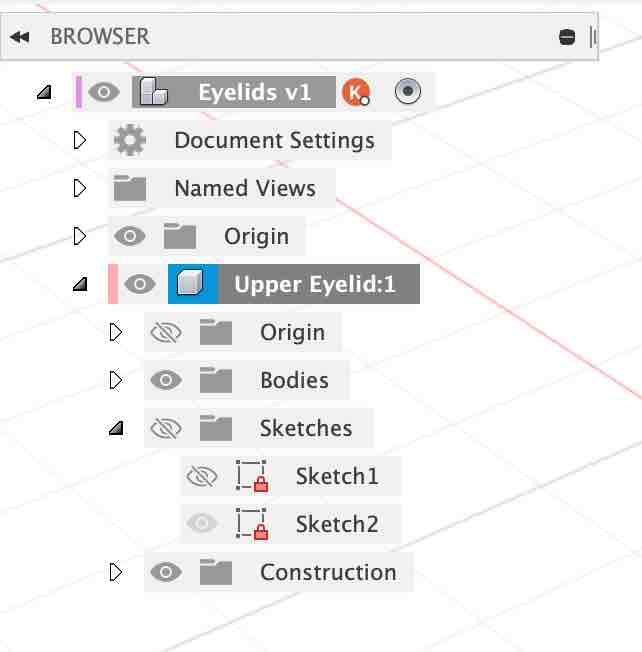 BROWSER
Eyelids v1 K
Document Settings
Named Views
Origin
Upper Eyelid:1
Origin
Bodies
Sketches
Sketch1
Sketch2
Construction